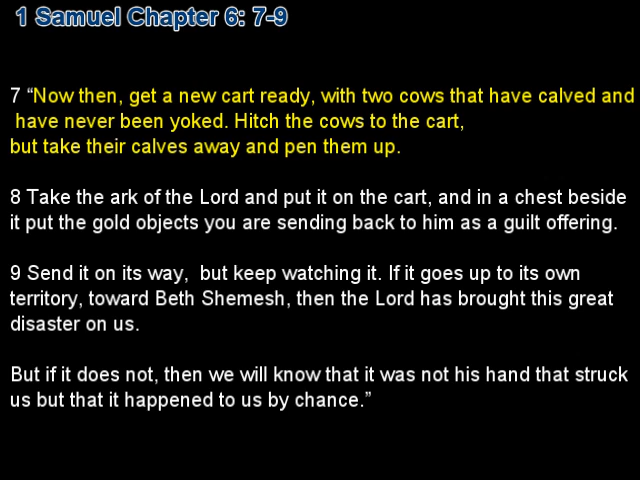 1 Samuel Chapter 6: 7-9
7 “Now then, get a new cart ready, with two cows that have calved and
have never been yoked. Hitch the cows to the cart,
but take their calves away and pen them up.
8 Take the ark of the Lord and put it on the cart, and in a chest beside
it put the gold objects you are sending back to him as a guilt offering.
9 Send it on its way,  but keep watching it. If it goes up to its own
territory, toward Beth Shemesh, then the Lord has brought this great
disaster on us.
But if it does not, then we will know that it was not his hand that struck
us but that it happened to us by chance.”